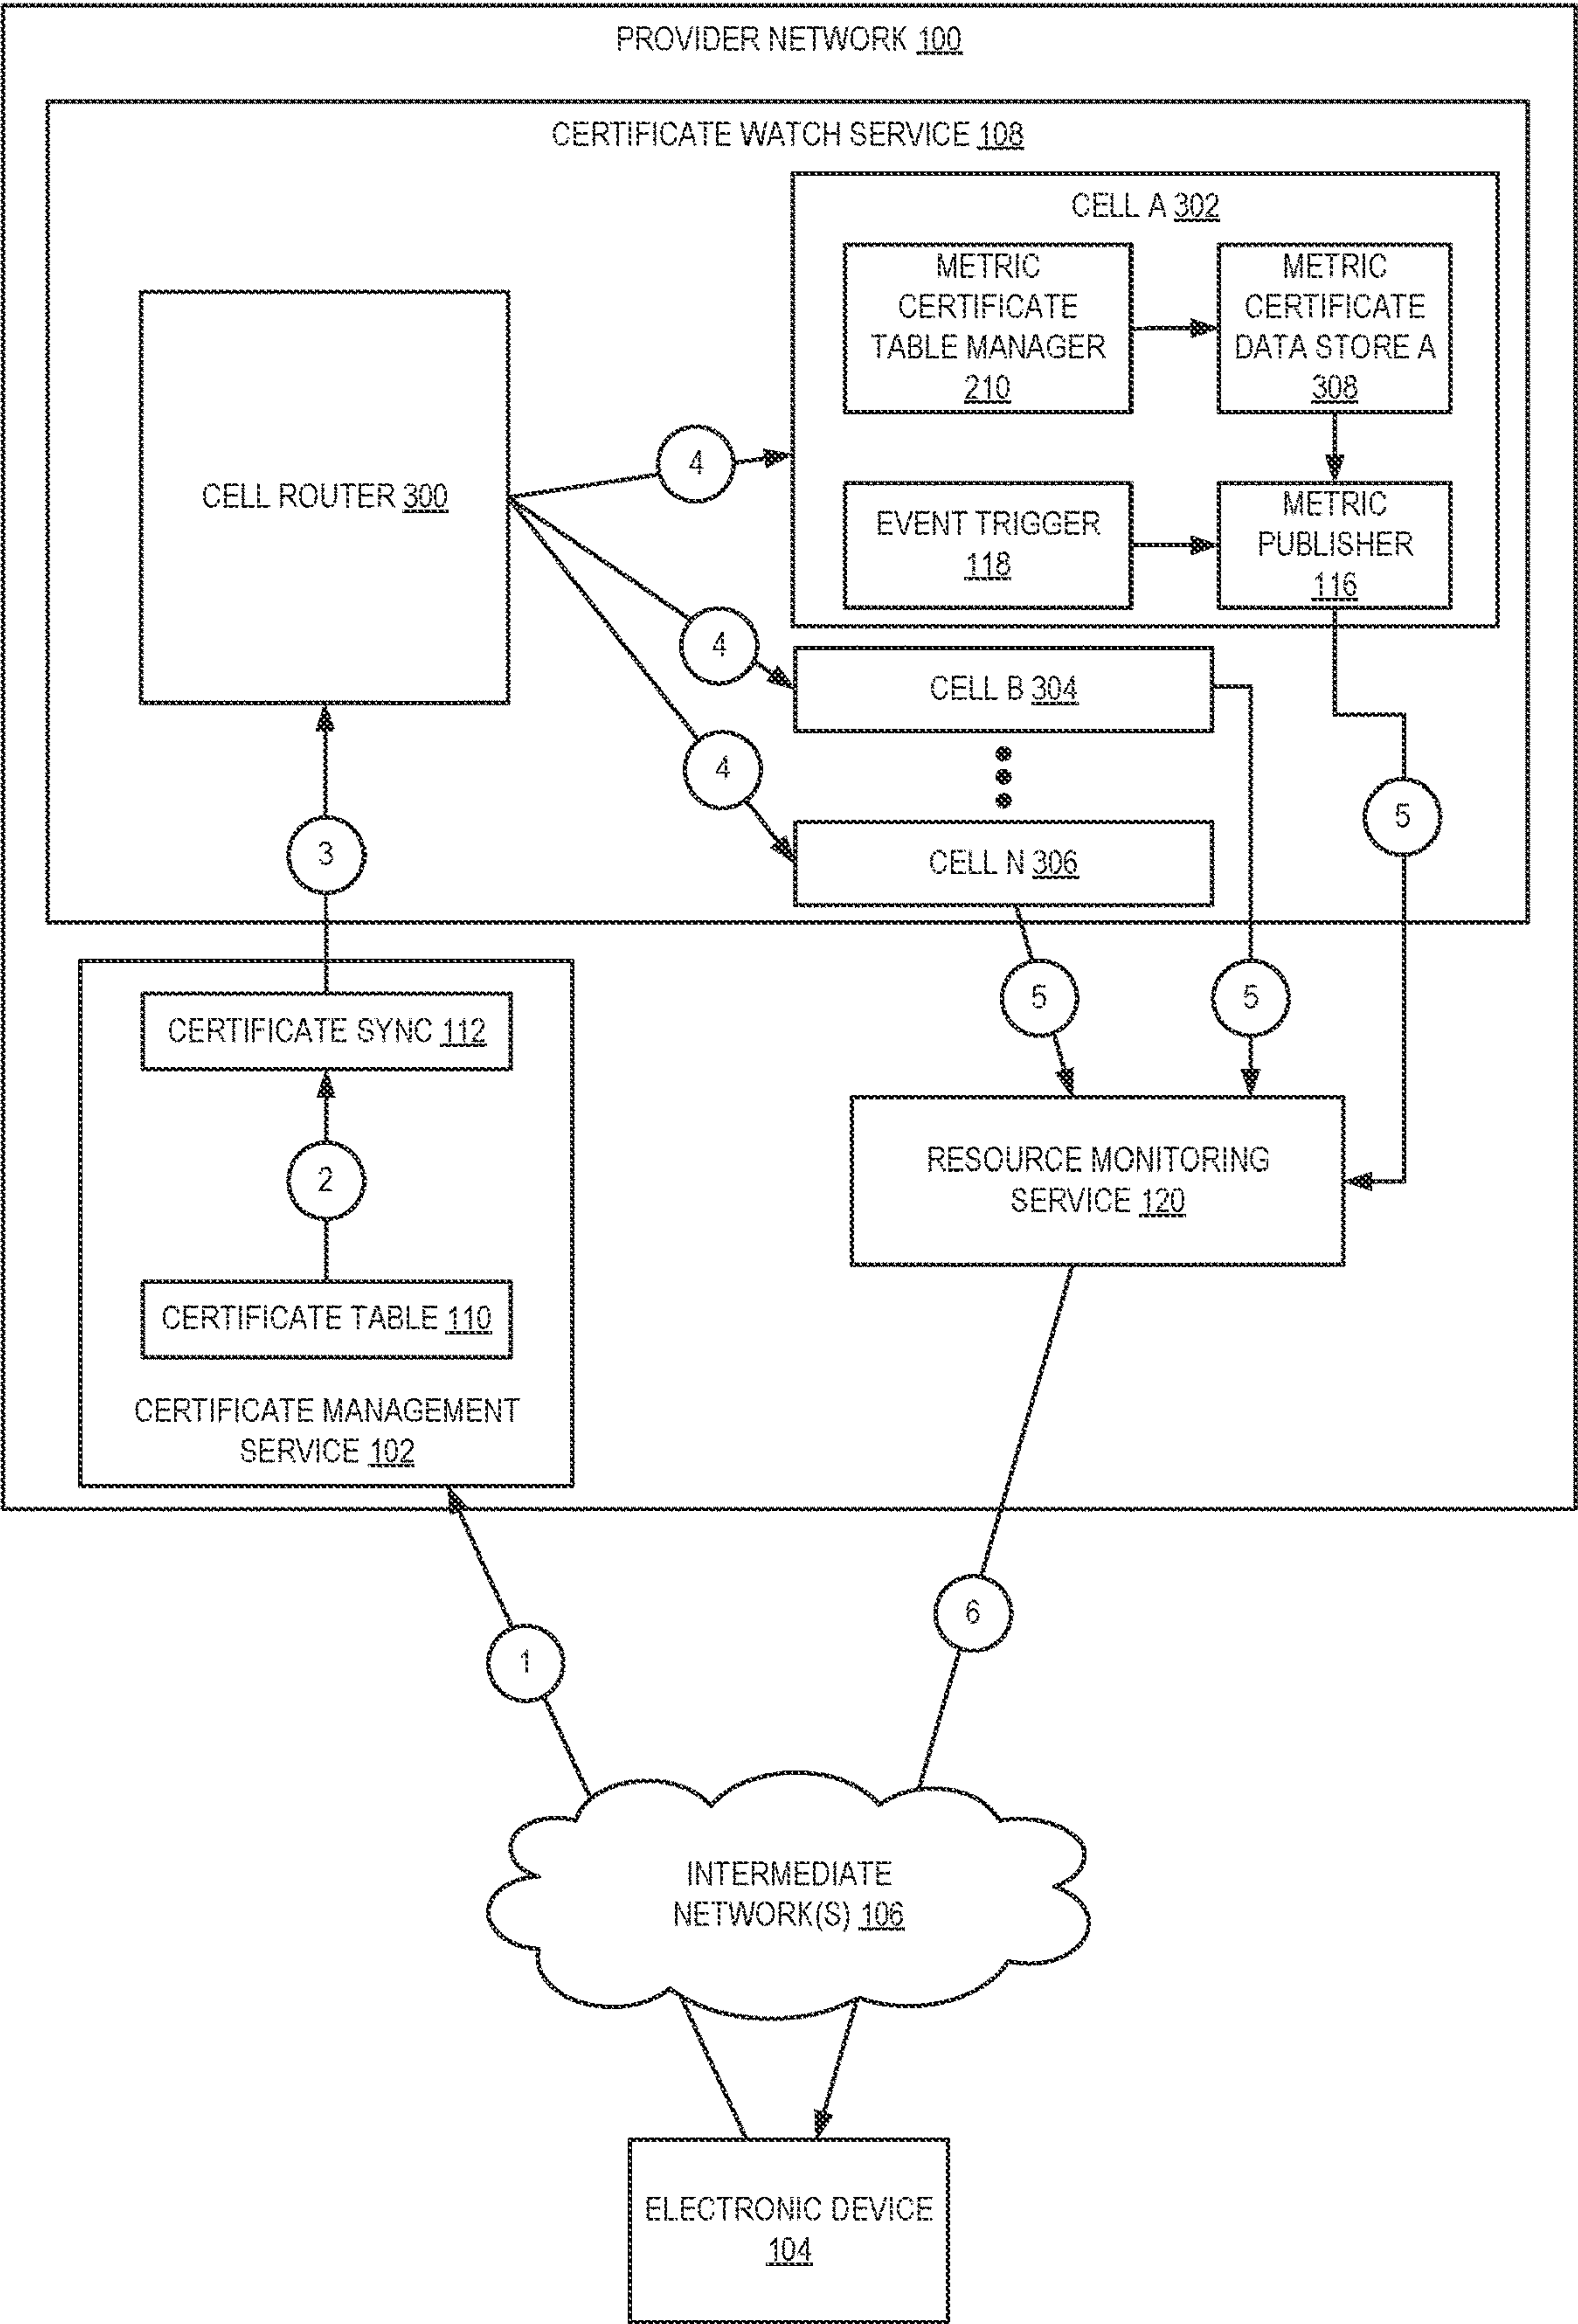 PROVIDER NETWORK 100
CERTIFICATE WATCH SERVICE 108
CELL A 302
METRIC
CERTIFICATE
TABLE MANAGER
210
METRIC
CERTIFICATE
DATA STORE A
308
CELL ROUTER 300
4
EVENT TRIGGER
118
METRIC
PUBLISHER
116
4
CELL B 304
4
5
3
CELL N 306
5
5
CERTIFICATE SYNC 112
2
RESOURCE MONITORING
SERVICE 120
CERTIFICATE TABLE 110
CERTIFICATE MANAGEMENT
SERVICE 102
6
1
INTERMEDIATE
NETWORK(S) 106
ELECTRONIC DEVICE
104